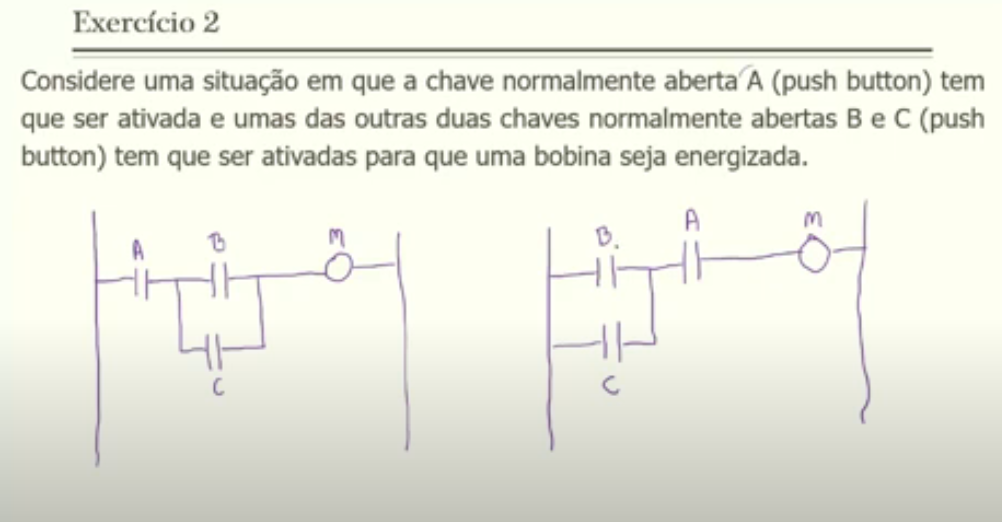 Exercício 2
Considere uma situação em que a chave normalmente aberta A (push button) tem
que ser ativada e umas das outras duas chaves normalmente abertas B e C (push
button) tem que ser ativadas para que uma bobina seja energizada.
A B M
C
B. A M
C